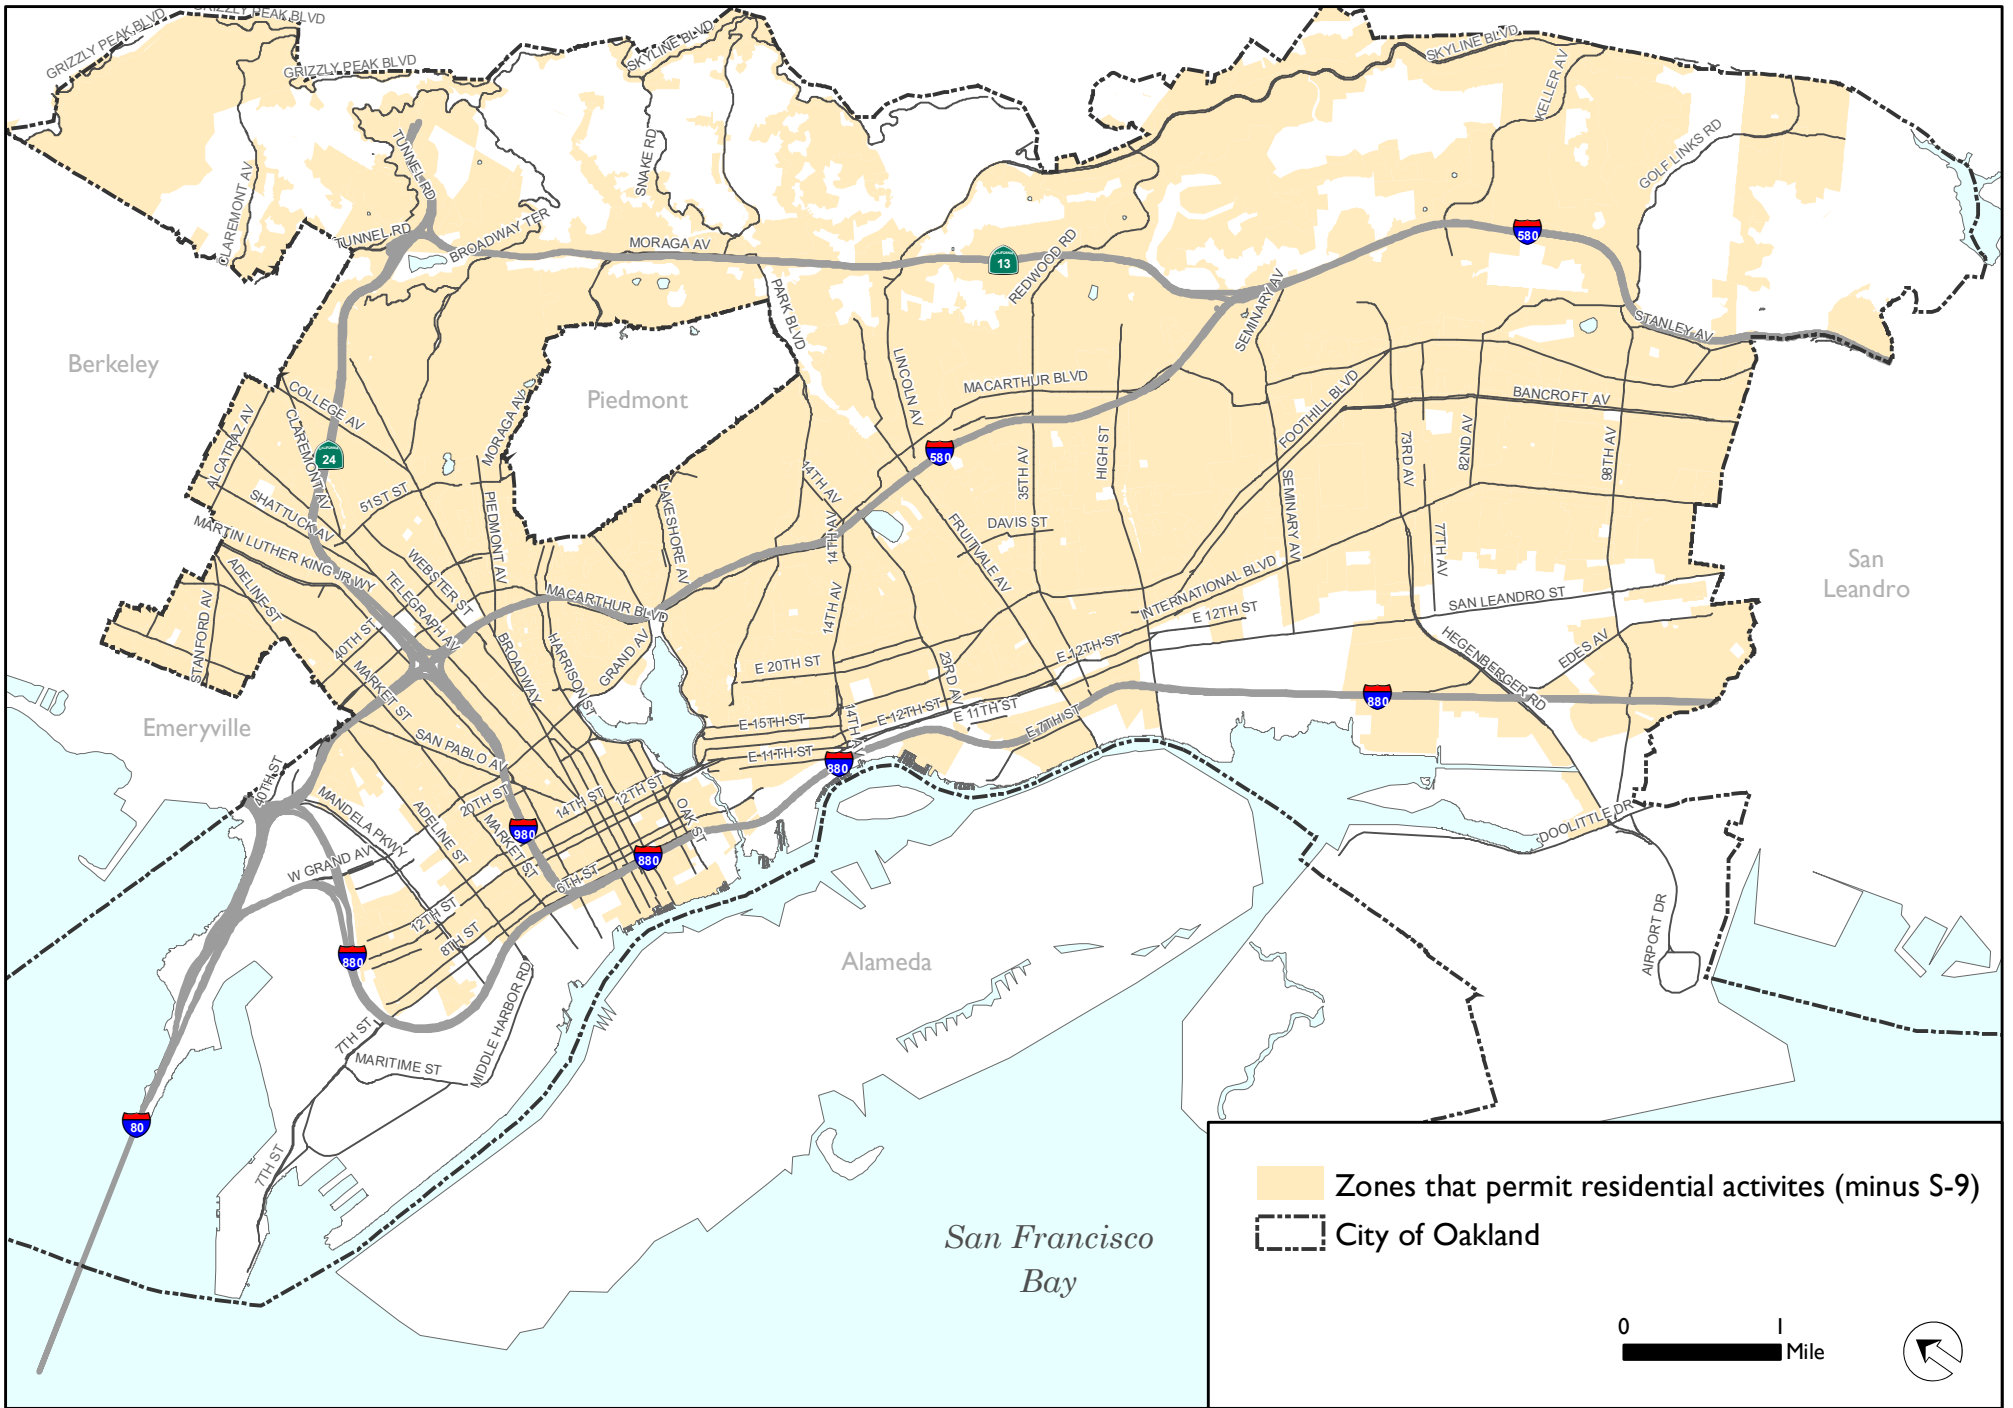 GRIZZLY PEAK BLVD
GRIZZLY PEAK BLVD
GRIZZLY PEAK BLVD
SKYLINE BLVD
SKYLINE BLVD
KELLER AV
GOLF LINKS RD
CLAREMONT AV
TUNNEL RD
SNAKE RD
TUNNEL RD
BROADWAY TER
MORAGA AV
13
REDWOOD RD
580
SEMINARY AV
STANLEY AV
PARK BLVD
Berkeley
Piedmont
LINCOLN AV
MACARTHUR BLVD
FOOTHILL BLVD
BANCROFT AV
COLLEGE AV
ALCATRAZ AV
CLAREMONT AV
24
MORAGA AV
580
35TH AV
HIGH ST
73RD AV
82ND AV
98TH AV
SHATTUCK AV
51ST ST
PIEDMONT AV
LAKESHORE AV
14TH AV
14TH AV
SEMINARY AV
DAVIS ST
FRUITVALE AV
77TH AV
San
Leandro
MARTIN LUTHER KING JR WY
ADELINE ST
WEBSTER ST
TELEGRAPH AV
MACARTHUR BLVD
14TH AV
INTERNATIONAL BLVD
E 12TH ST
SAN LEANDRO ST
STANFORD AV
40TH ST
MARKET ST
BROADWAY
HARRISON ST
GRAND AV
E 20TH ST
23RD AV
E 12TH ST
HEGENBERGER RD
EDES AV
880
Emeryville
SAN PABLO AV
E 15TH ST
14TH AV
E 12TH ST
E 11TH ST
E 7TH ST
E 11TH ST
880
40TH ST
MANDELA PKWY
20TH ST
14TH ST
12TH ST
OAK ST
ADELINE ST
MARKET ST
980
880
DOOLITTLE DR
W GRAND AV
6TH ST
12TH ST
8TH ST
880
Alameda
AIRPORT DR
7TH ST
MARITIME ST
MIDDLE HARBOR RD
80
7TH ST
San Francisco
Bay
Zones that permit residential activites (minus S-9)
City of Oakland
0 1
Mile